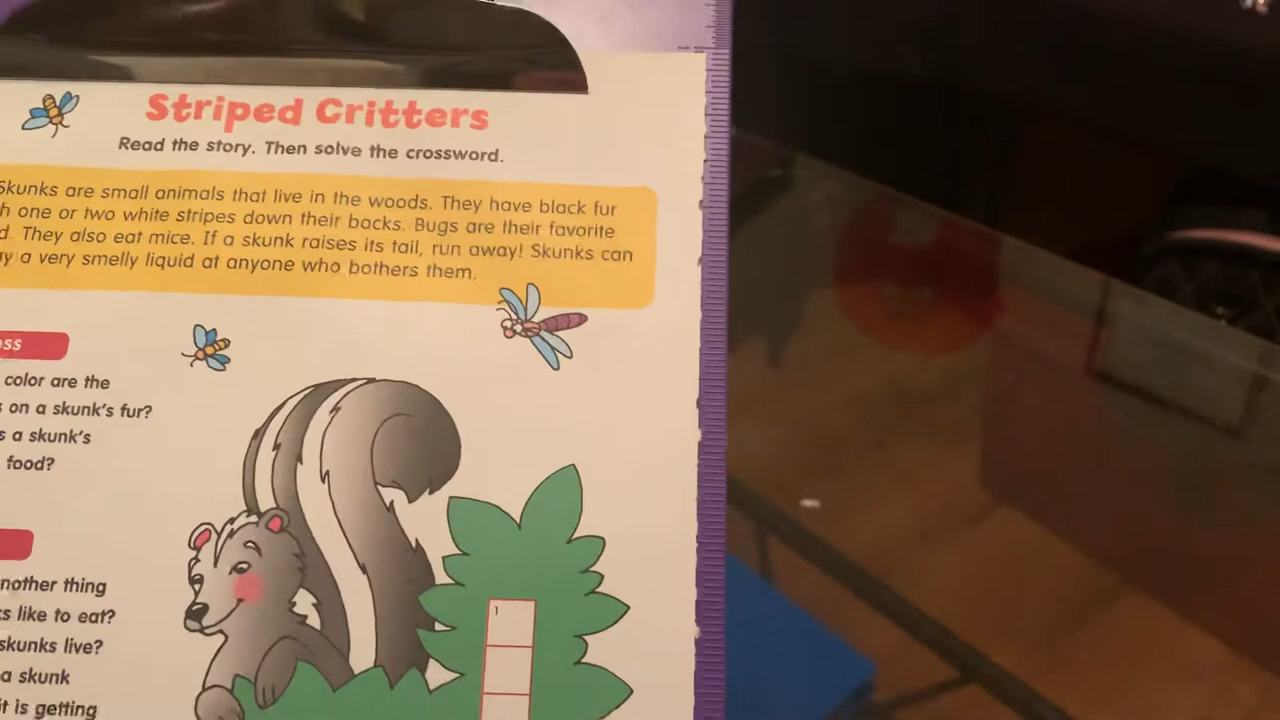 Striped Critters
Read the story. Then solve the crossword.
Skunks are small animals that live in the woods. They have black fur
h one or two white stripes down their backs. Bugs are their favorite
d. They also eat mice. If a skunk raises its tail, run away! Skunks can
y a very smelly liquid at anyone who bothers them.
ss
color are the
s on a skunk's fur?
s a skunk's
food?
nother thing
s like to eat?
skunks live?
a skunk
it is getting
1